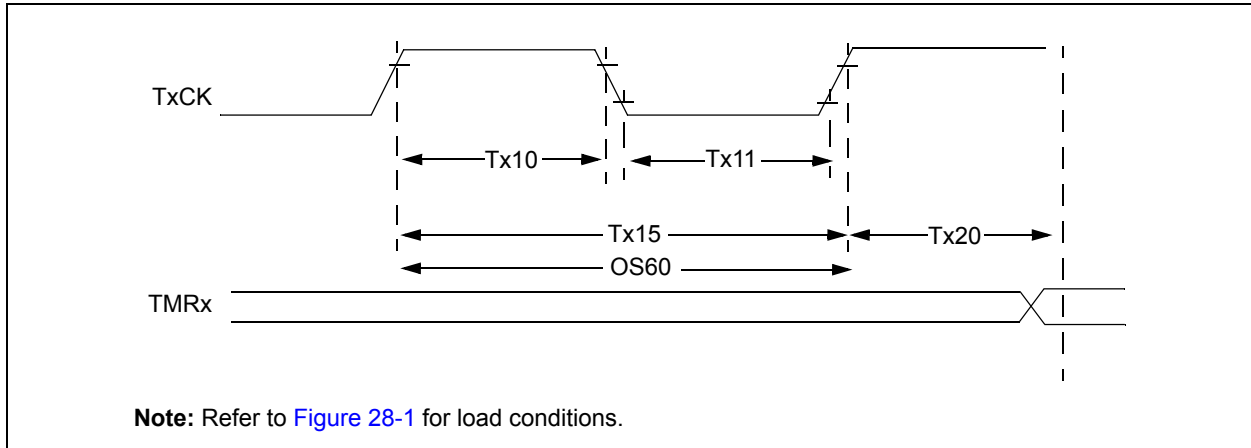 TxCK
Tx10
Tx11
Tx15
Tx20
OS60
TMRx
Note: Refer to Figure 28-1 for load conditions.